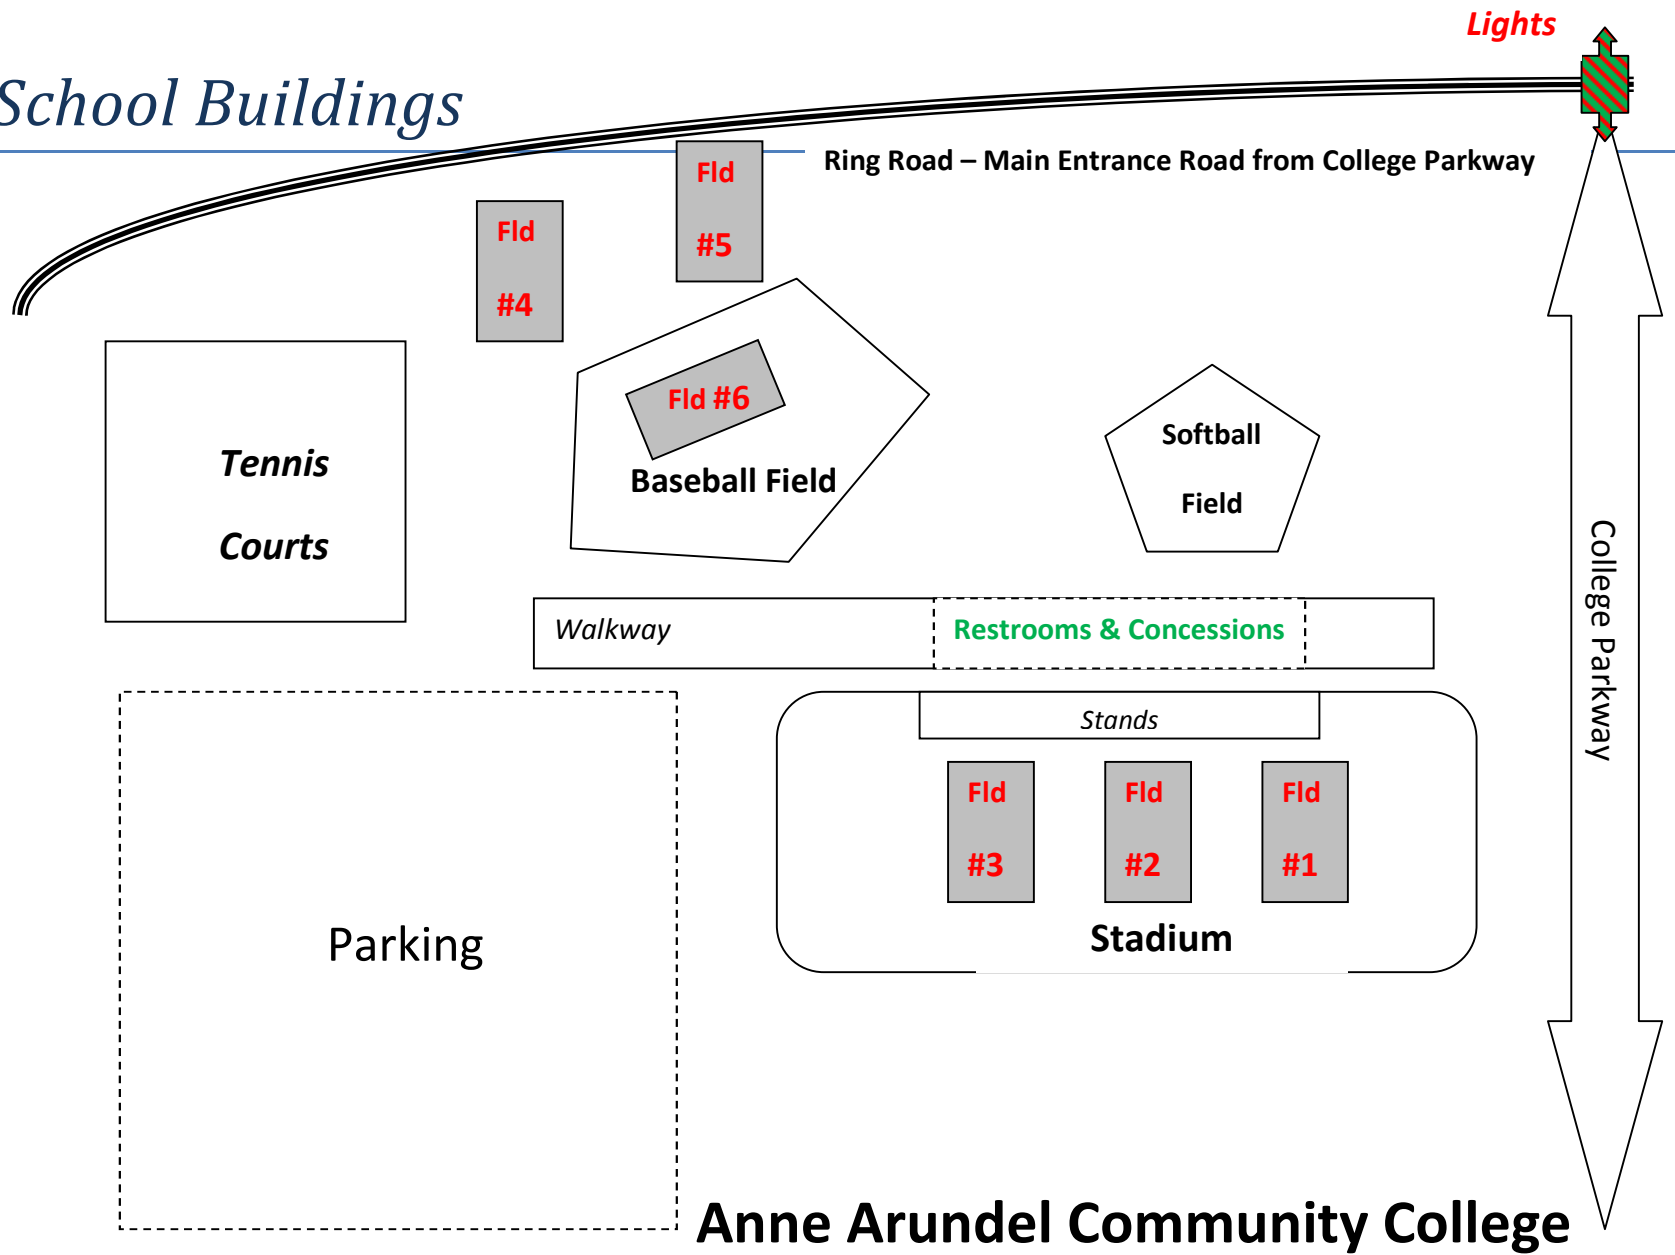 Lights
School Buildings
Ring Road – Main Entrance Road from College Parkway
Fld
#5
Fld
#4
Fld #6
Baseball Field
Softball
Field
Tennis
Courts
College Parkway
Walkway
Restrooms & Concessions
Stands
Fld
#3
Fld
#2
Fld
#1
Stadium
Parking
Anne Arundel Community College